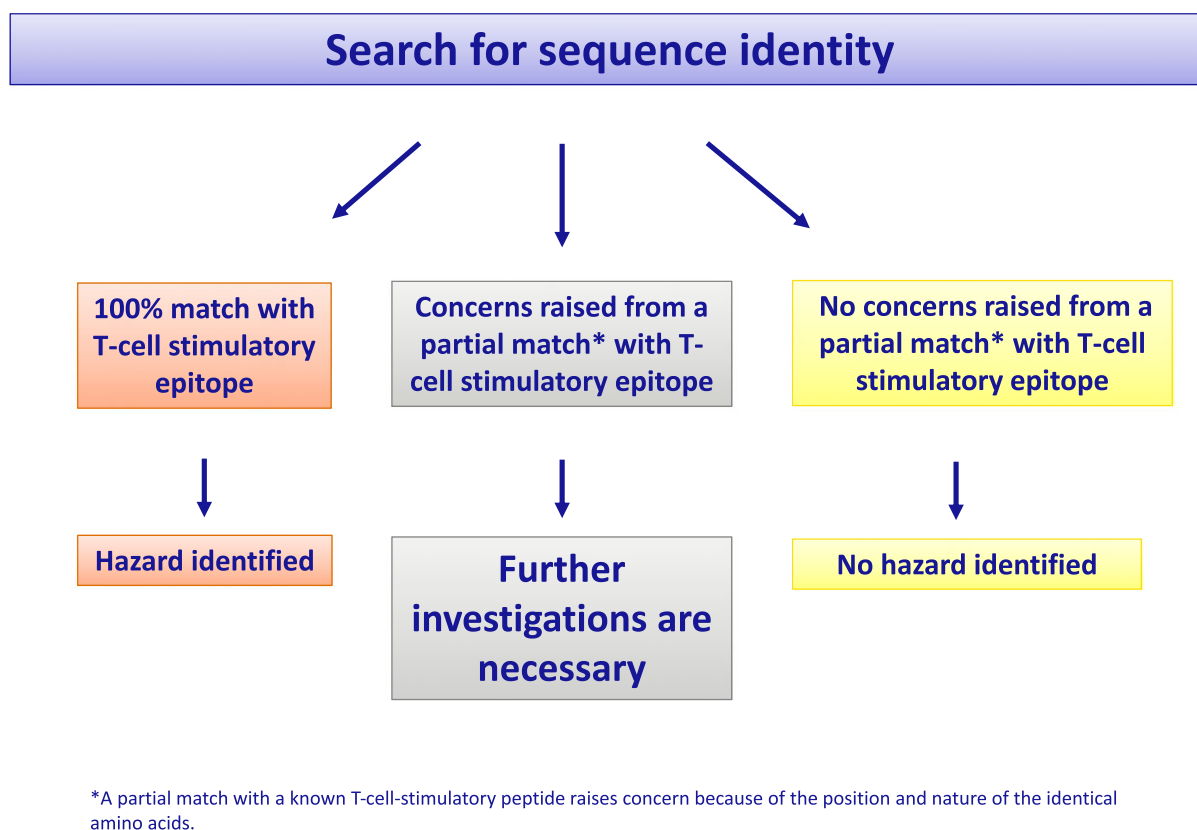 Search for sequence identity
100% match with
T-cell stimulatory
epitope
Concerns raised from a
partial match* with T-
cell stimulatory epitope
No concerns raised from a
partial match* with T-cell
stimulatory epitope
Hazard identified
Further
investigations are
necessary
No hazard identified
*A partial match with a known T-cell-stimulatory peptide raises concern because of the position and nature of the identical
amino acids.